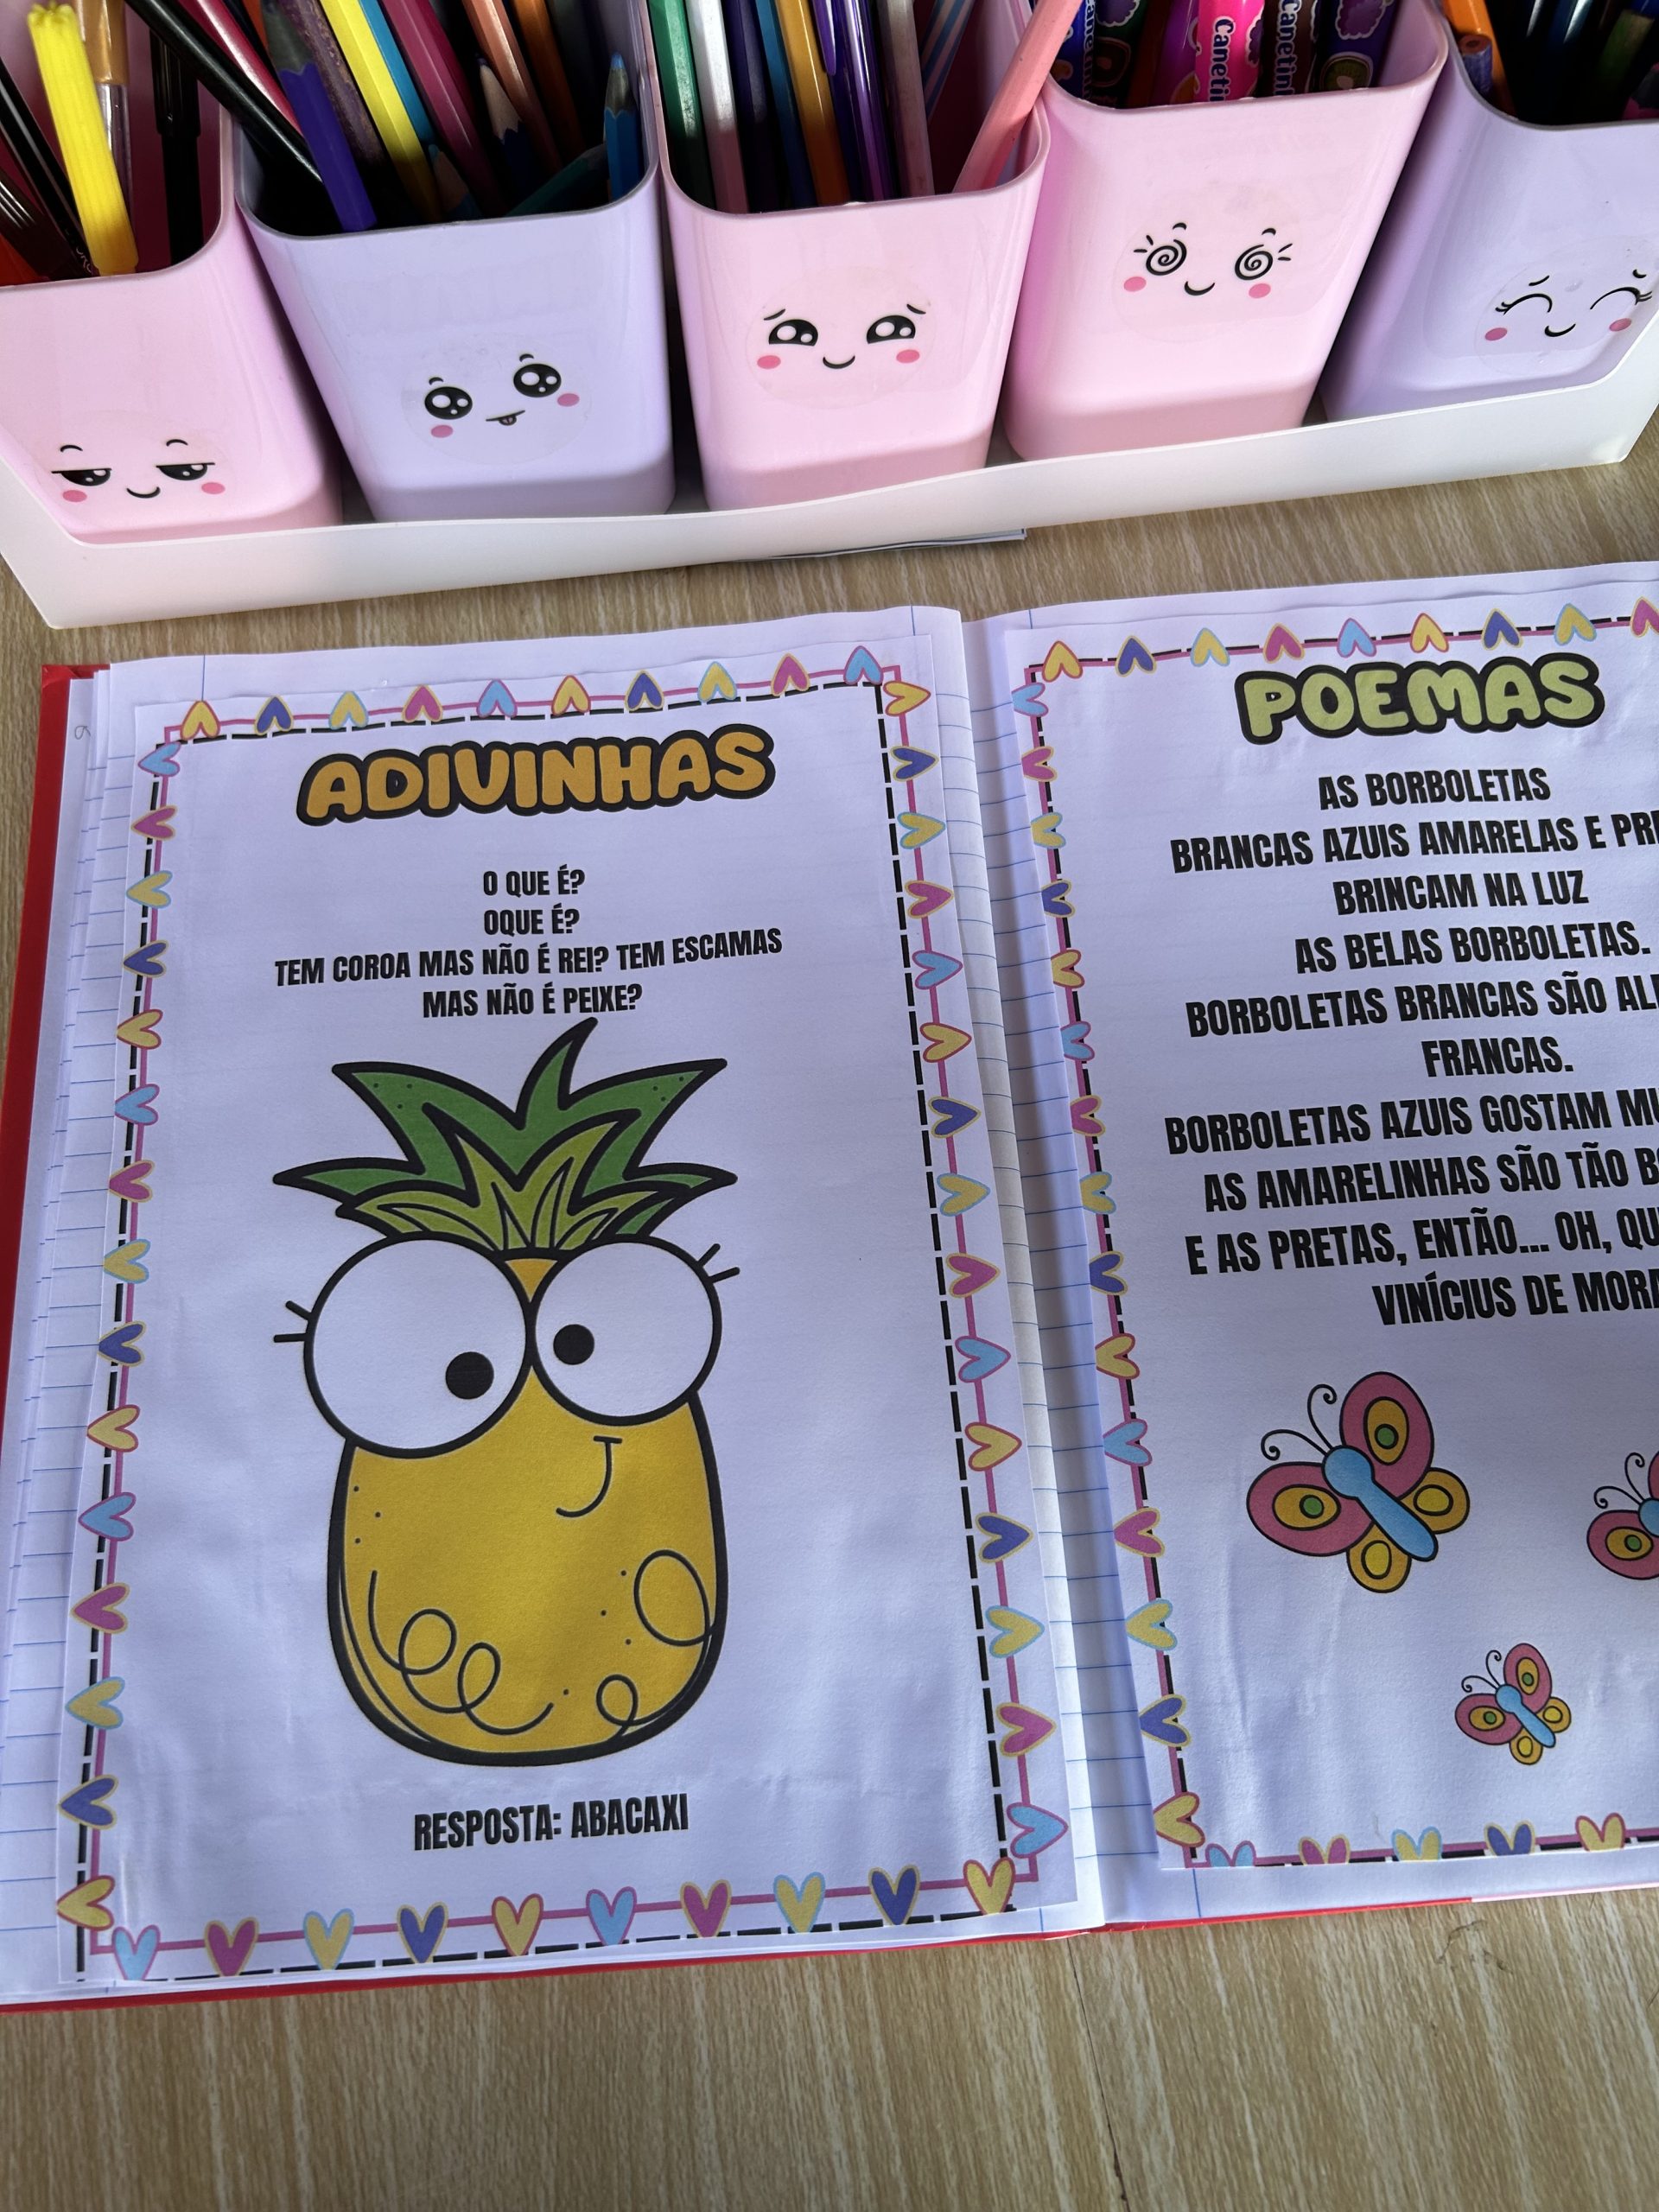 Canetin
Canetinh
ADIVINHAS
O QUE É?
OQUE É?
TEM COROA MAS NÃO É REI? TEM ESCAMAS
MAS NÃO É PEIXE?
RESPOSTA: ABACAXI
POEMAS
AS BORBOLETAS
BRANCAS AZUIS AMARELAS E
BRINCAM NA LUZ
AS BELAS BORBOLETAS.
BORBOLETAS BRANCAS SÃO
FRANCAS.
BORBOLETAS AZUIS GOSTAM
AS AMARELINHAS SÃO TÃO
E AS PRETAS, ENTÃO... OH,
VINÍCIUS DE